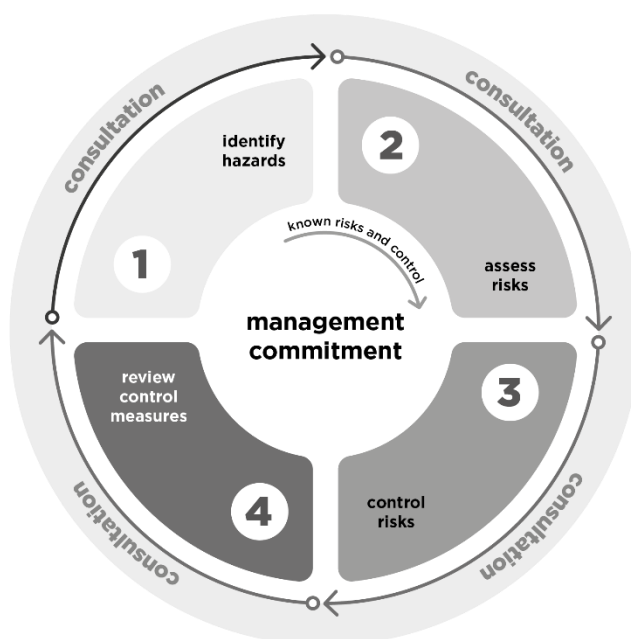 consultation
consultation
1
identify
hazards
2
assess
risks
known risks and control
management
commitment
3
control
risks
4
review
control
measures
consultation
consultation